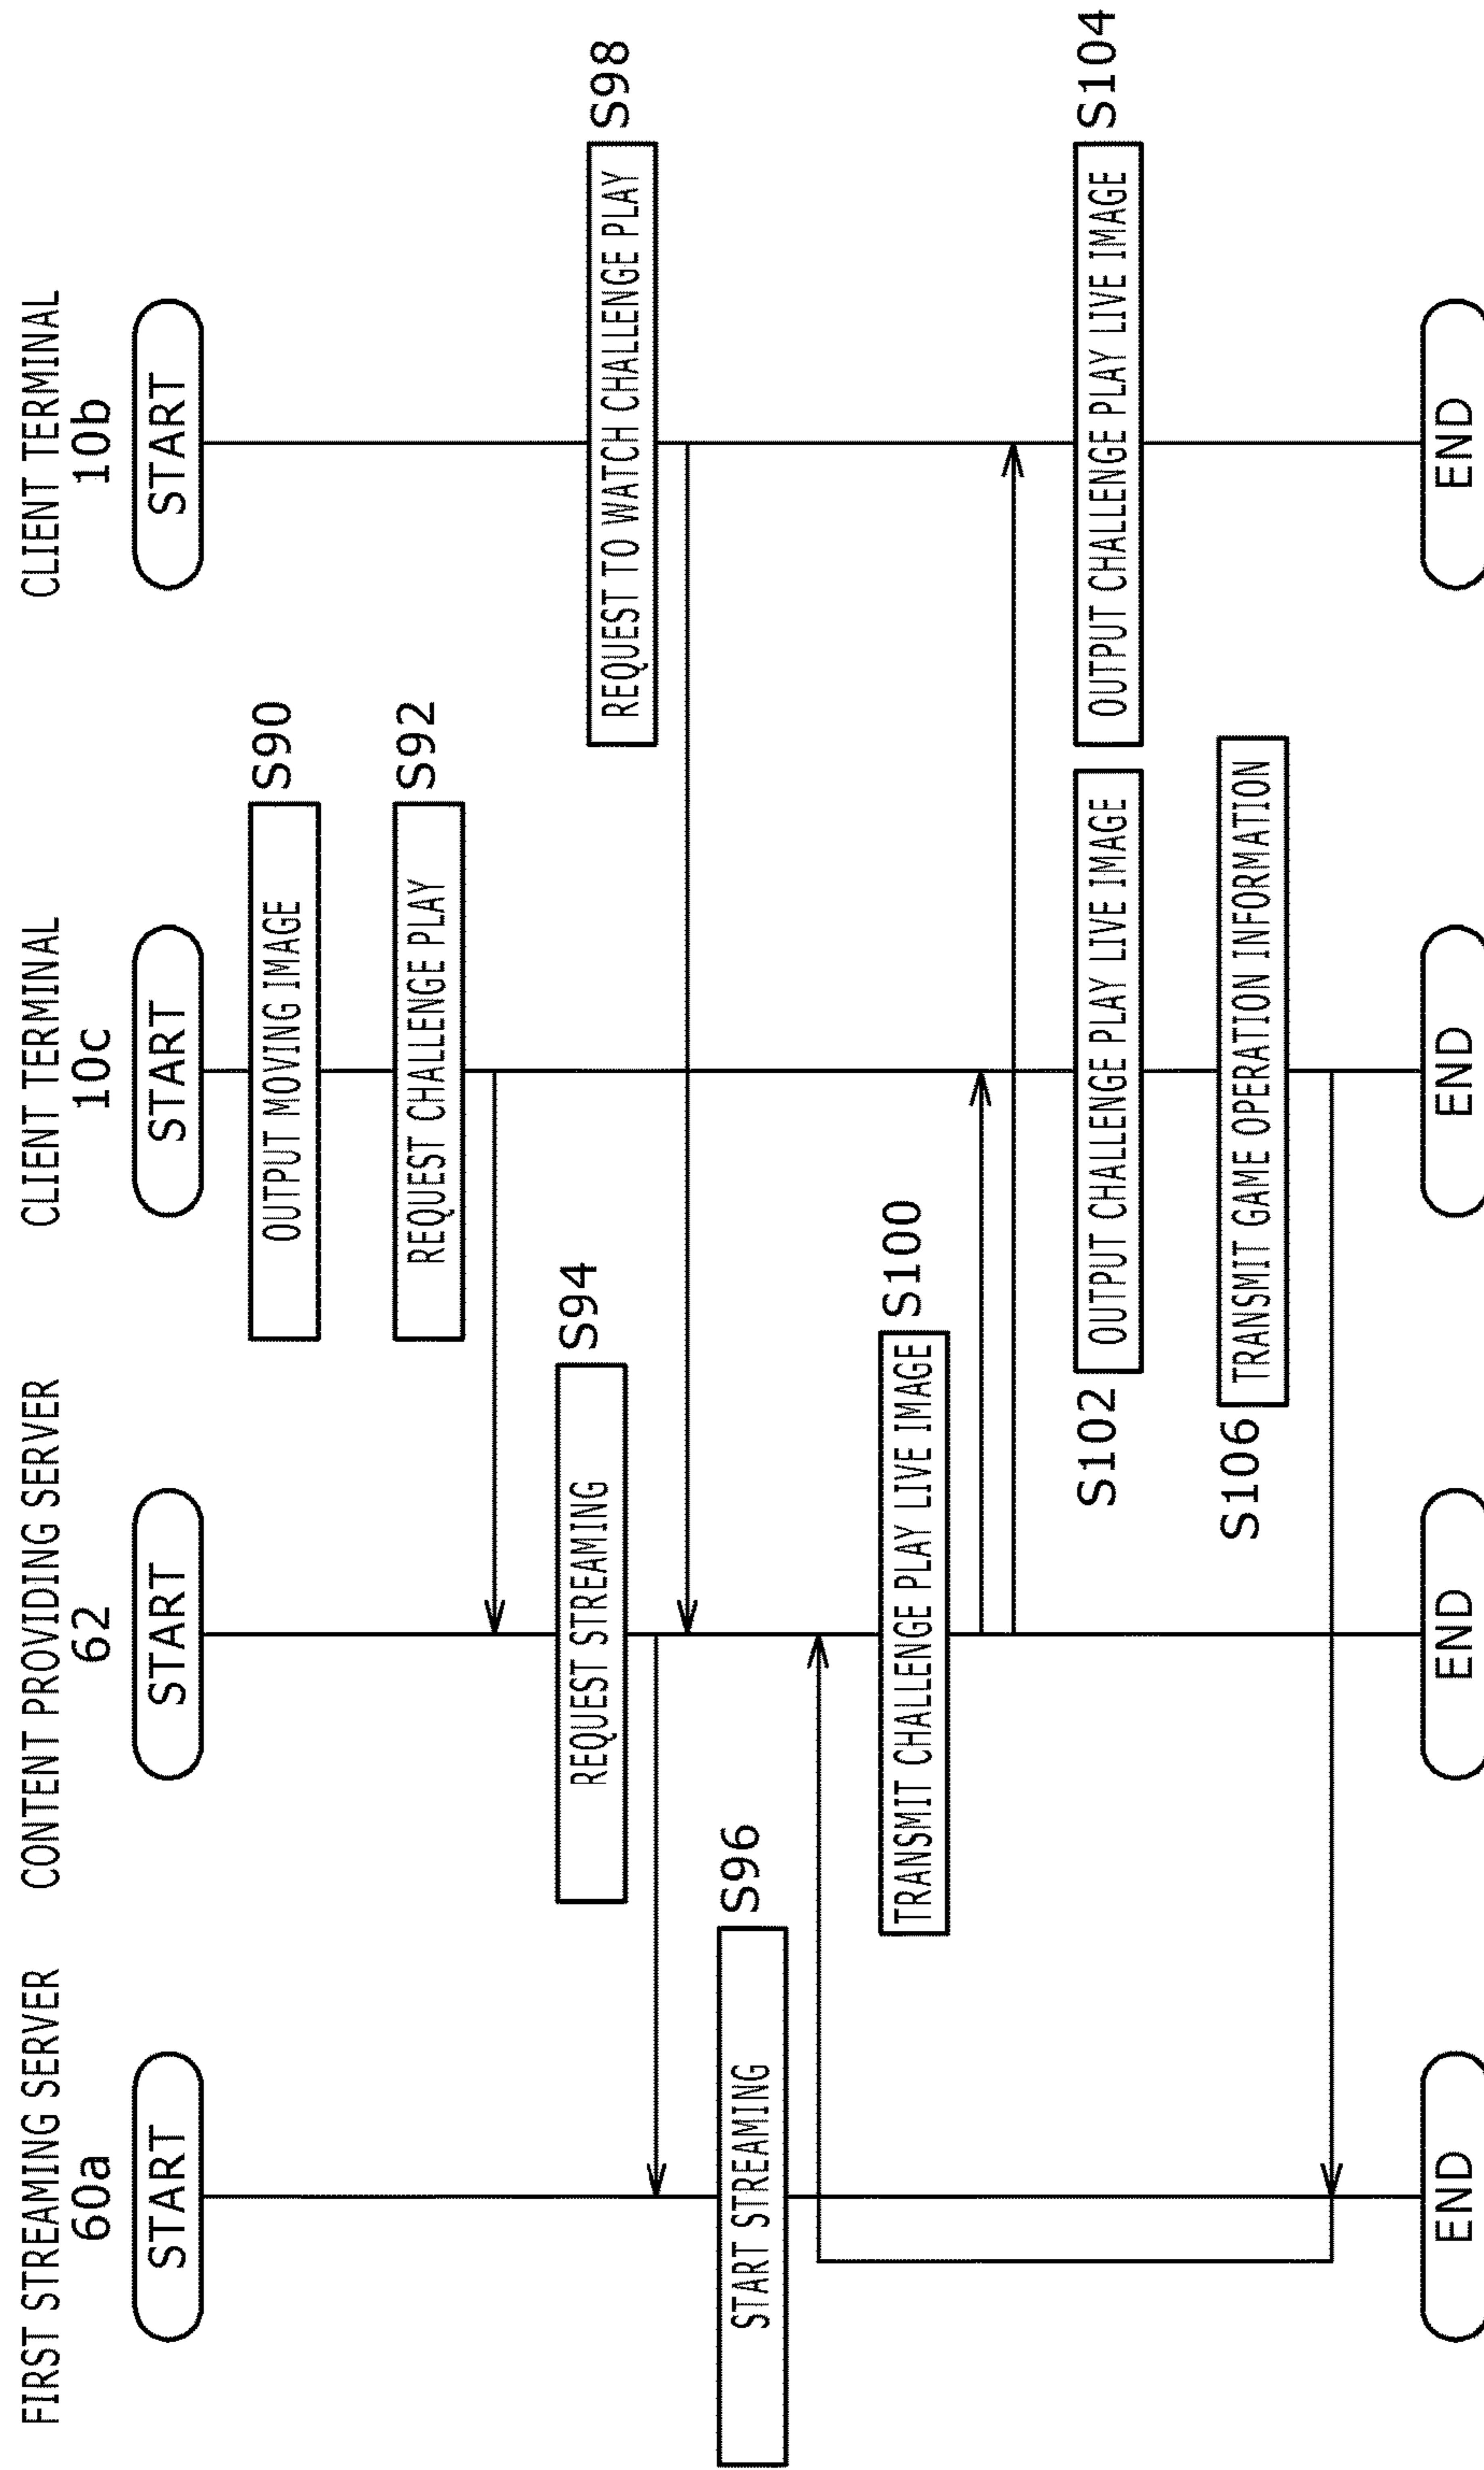 FIRST STREAMING SERVER
60a
CONTENT PROVIDING SERVER
62
CLIENT TERMINAL
10c
CLIENT TERMINAL
10b
START
START
START
START
OUTPUT MOVING IMAGE
S90
REQUEST CHALLENGE PLAY
S92
REQUEST STREAMING
S94
REQUEST TO WATCH CHALLENGE PLAY
S98
START STREAMING
S96
TRANSMIT CHALLENGE PLAY LIVE IMAGE
S100
S102
OUTPUT CHALLENGE PLAY LIVE IMAGE
OUTPUT CHALLENGE PLAY LIVE IMAGE
S104
S106
TRANSMIT GAME OPERATION INFORMATION
END
END
END
END